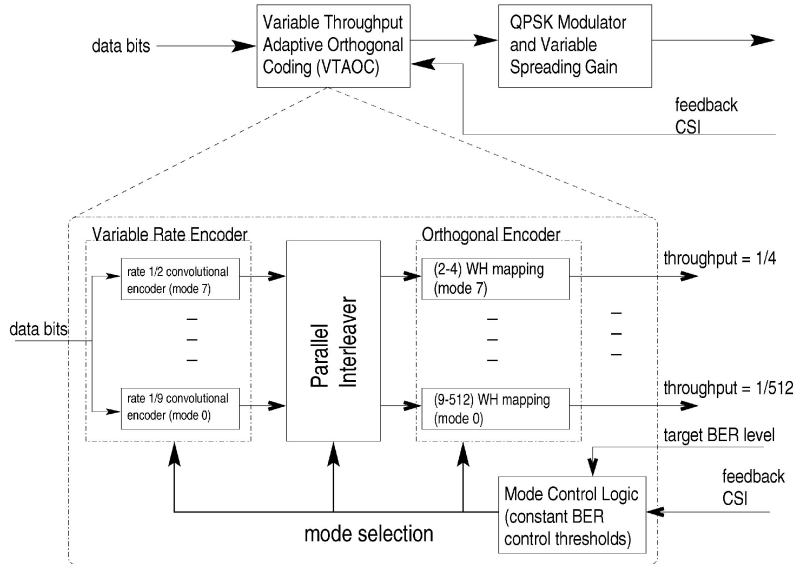 data bits
Variable Throughput
Adaptive Orthogonal
Coding (VTAOC)
QPSK Modulator
and Variable
Spreading Gain
feedback
CSI
Variable Rate Encoder
Orthogonal Encoder
rate 1/2 convolutional
encoder (mode 7)
Parallel
Interleaver
(2-4) WH mapping
(mode 7)
throughput = 1/4
data bits
rate 1/9 convolutional
encoder (mode 0)
(9-512) WH mapping
(mode 0)
throughput = 1/512
target BER level
feedback
CSI
Mode Control Logic
(constant BER
control thresholds)
mode selection